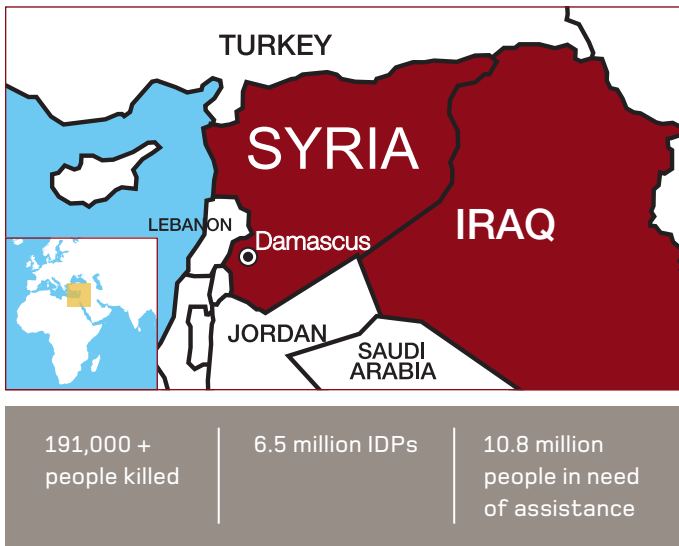 TURKEY
SYRIA
LEBANON
Damascus
IRAQ
JORDAN
SAUDI
ARABIA
191,000 +
people killed
6.5 million IDPs
10.8 million
people in need
of assistance